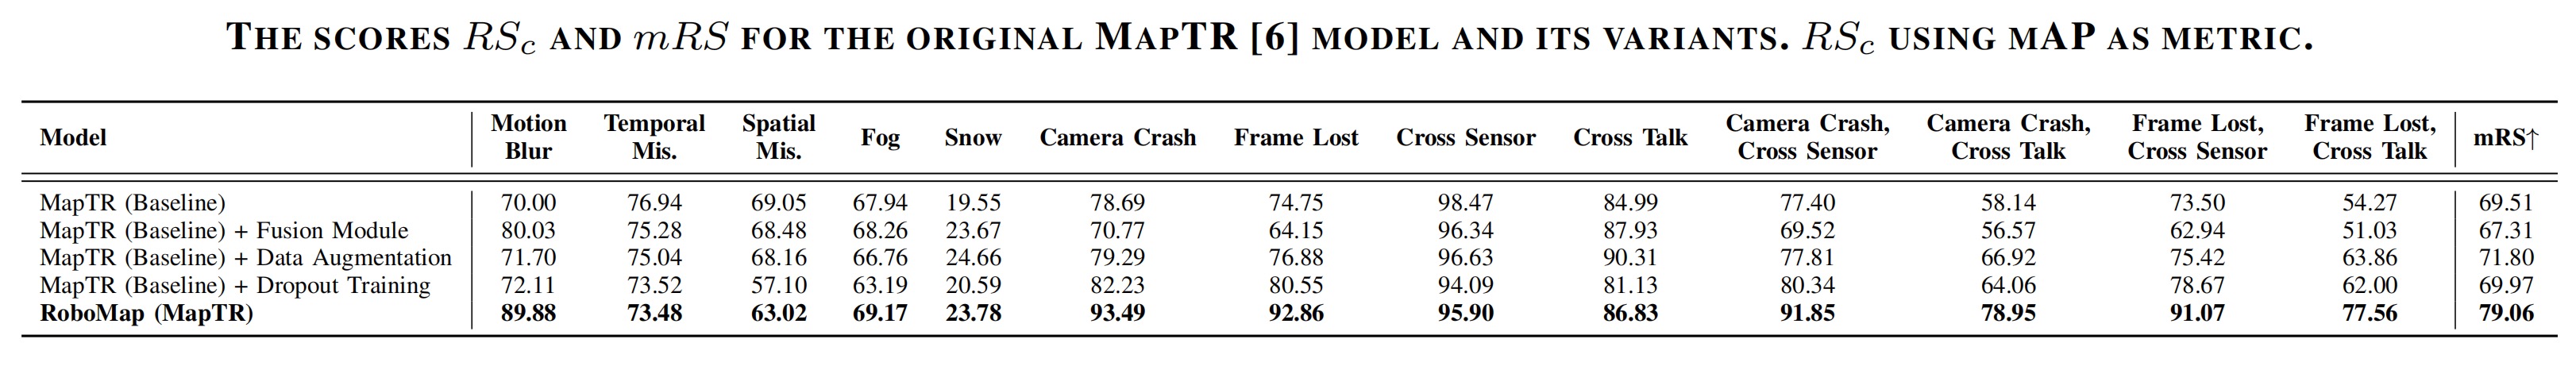 THE SCORES RSc AND mRS FOR THE ORIGINAL MAPTR [6] MODEL AND ITS VARIANTS. RSc USING MAP AS METRIC.
Model Motion Blur Temporal Mis. Spatial Mis. Fog Snow Camera Crash Frame Lost Cross Sensor Cross Talk Camera Crash, Cross Sensor Camera Crash, Cross Talk Frame Lost, Cross Sensor Frame Lost, Cross Talk mRS↑
MapTR (Baseline) 70.00 76.94 69.05 67.94 19.55 78.69 74.75 98.47 84.99 77.40 58.14 73.50 54.27 69.51
MapTR (Baseline) + Fusion Module 80.03 75.28 68.48 68.26 23.67 70.77 64.15 96.34 87.93 69.52 56.57 62.94 51.03 67.31
MapTR (Baseline) + Data Augmentation 71.70 75.04 68.16 66.76 24.66 79.29 76.88 96.63 90.31 77.81 66.92 75.42 63.86 71.80
MapTR (Baseline) + Dropout Training 72.11 73.52 57.10 63.19 20.59 82.23 80.55 94.09 81.13 80.34 64.06 78.67 62.00 69.97
RoboMap (MapTR) 89.88 73.48 63.02 69.17 23.78 93.49 92.86 95.90 86.83 91.85 78.95 91.07 77.56 79.06